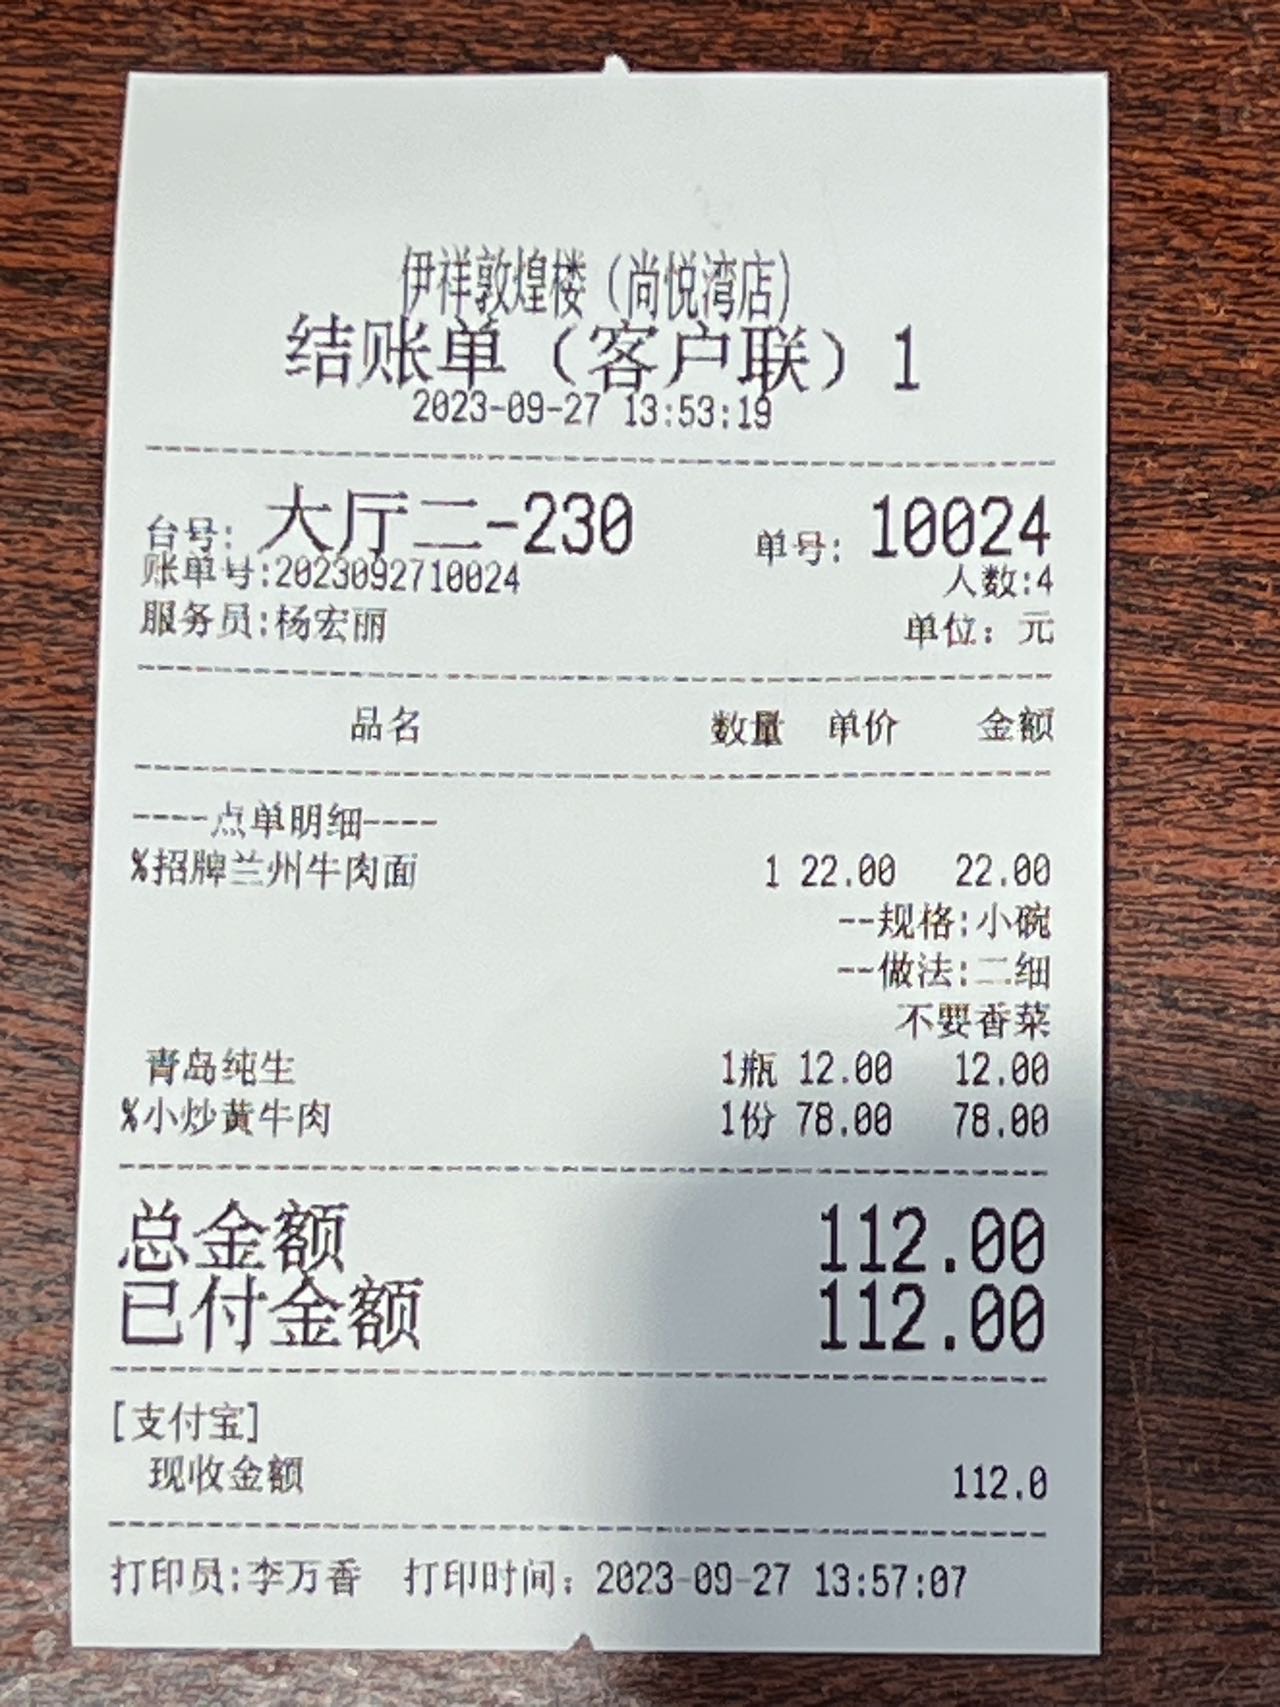 伊祥敦煌楼（尚悦湾店）
结账单（客户联）1
2023-09-27 13:53:19
台号: 大厅二-230 单号: 10024
账单号:2023092710024 人数:4
服务员:杨宏丽 单位: 元
品名 数量 单价 金额
----点单明细----
%招牌兰州牛肉面 1 22.00 22.00
--规格:小碗
--做法:二细
不要香菜
青岛纯生 1瓶 12.00 12.00
%小炒黄牛肉 1份 78.00 78.00
总金额 112.00
已付金额 112.00
[支付宝]
现收金额 112.0
打印员:李万香 打印时间: 2023-09-27 13:57:07